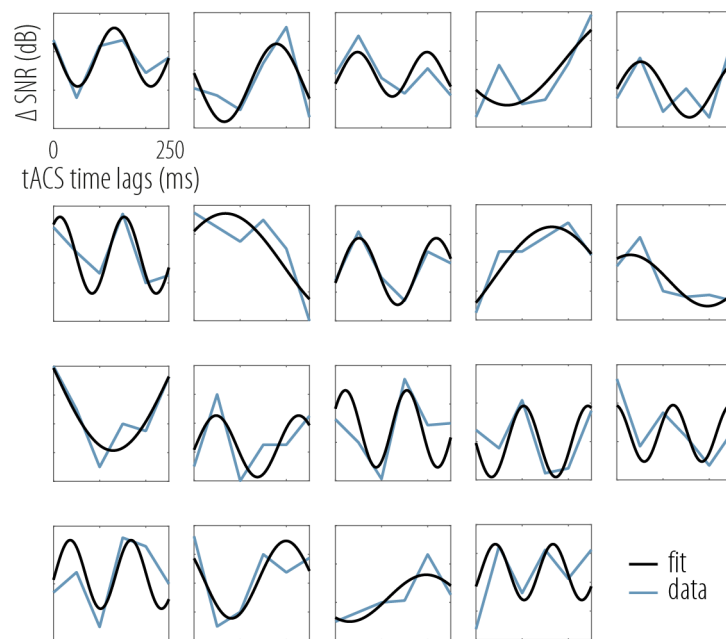 Δ SNR (dB)
0 250
tACS time lags (ms)
fit
data